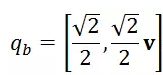 q_b = [√2/2, √2/2 v]